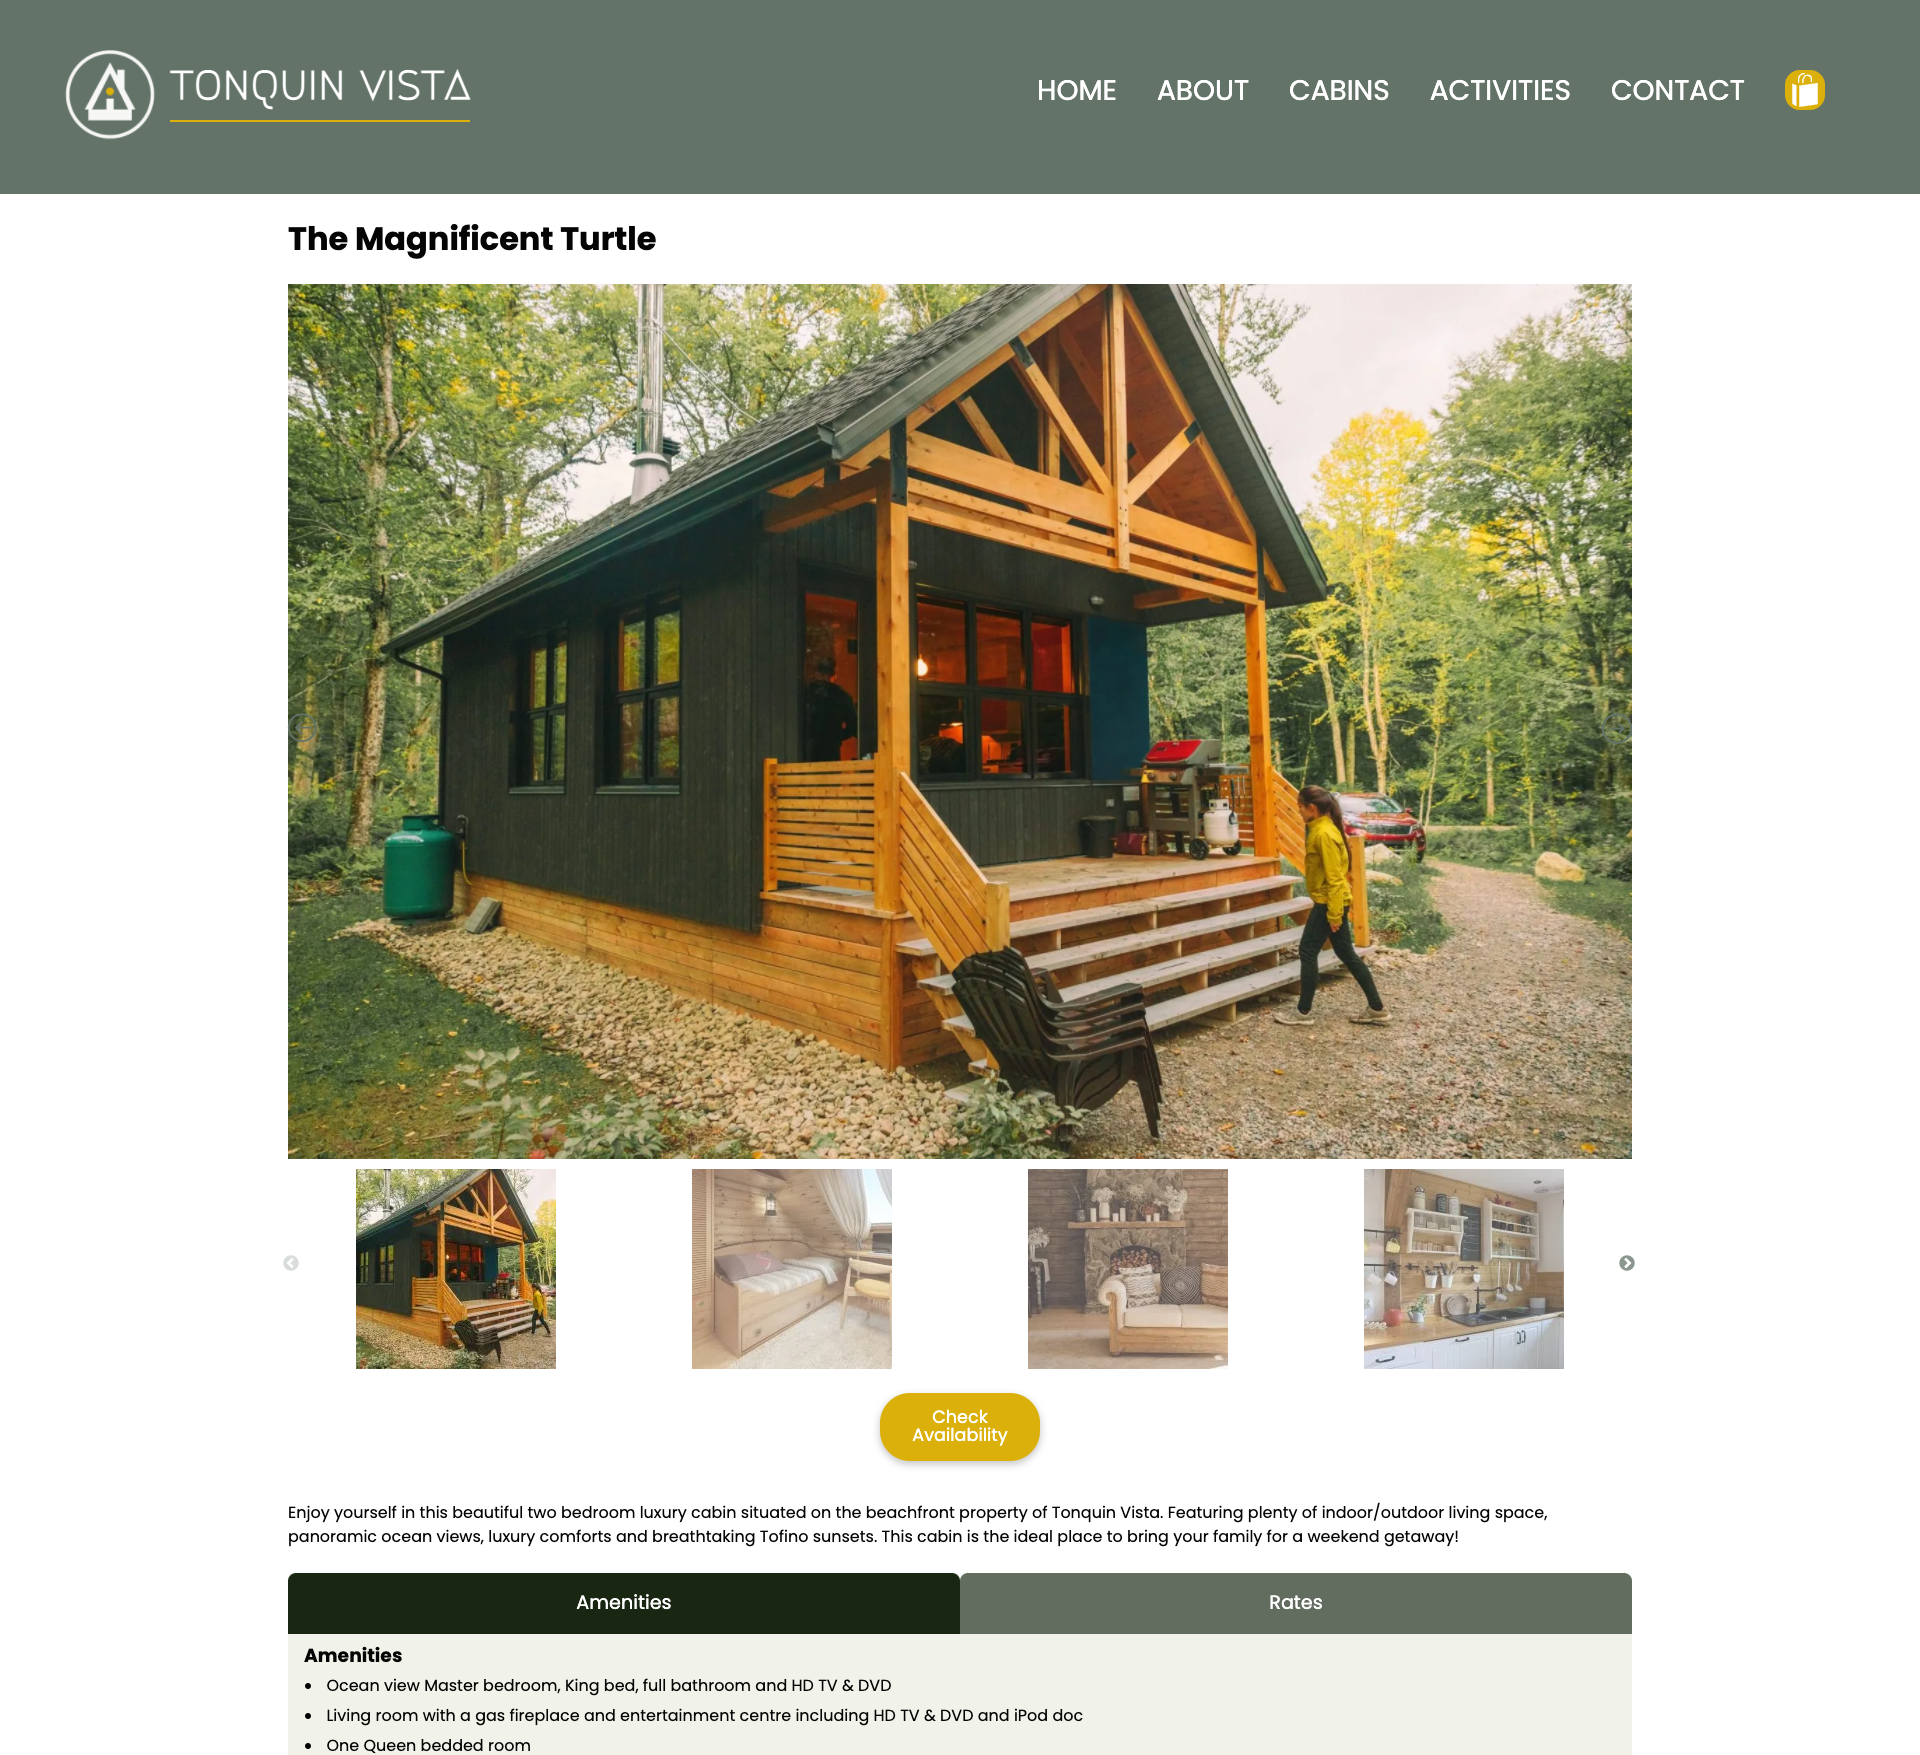 TONQUIN VISTA
HOME ABOUT CABINS ACTIVITIES CONTACT
The Magnificent Turtle
Check
Availability
Enjoy yourself in this beautiful two bedroom luxury cabin situated on the beachfront property of Tonquin Vista. Featuring plenty of indoor/outdoor living space,
panoramic ocean views, luxury comforts and breathtaking Tofino sunsets. This cabin is the ideal place to bring your family for a weekend getaway!
Amenities Rates
Amenities
• Ocean view Master bedroom, King bed, full bathroom and HD TV & DVD
• Living room with a gas fireplace and entertainment centre including HD TV & DVD and iPod doc
• One Queen bedded room